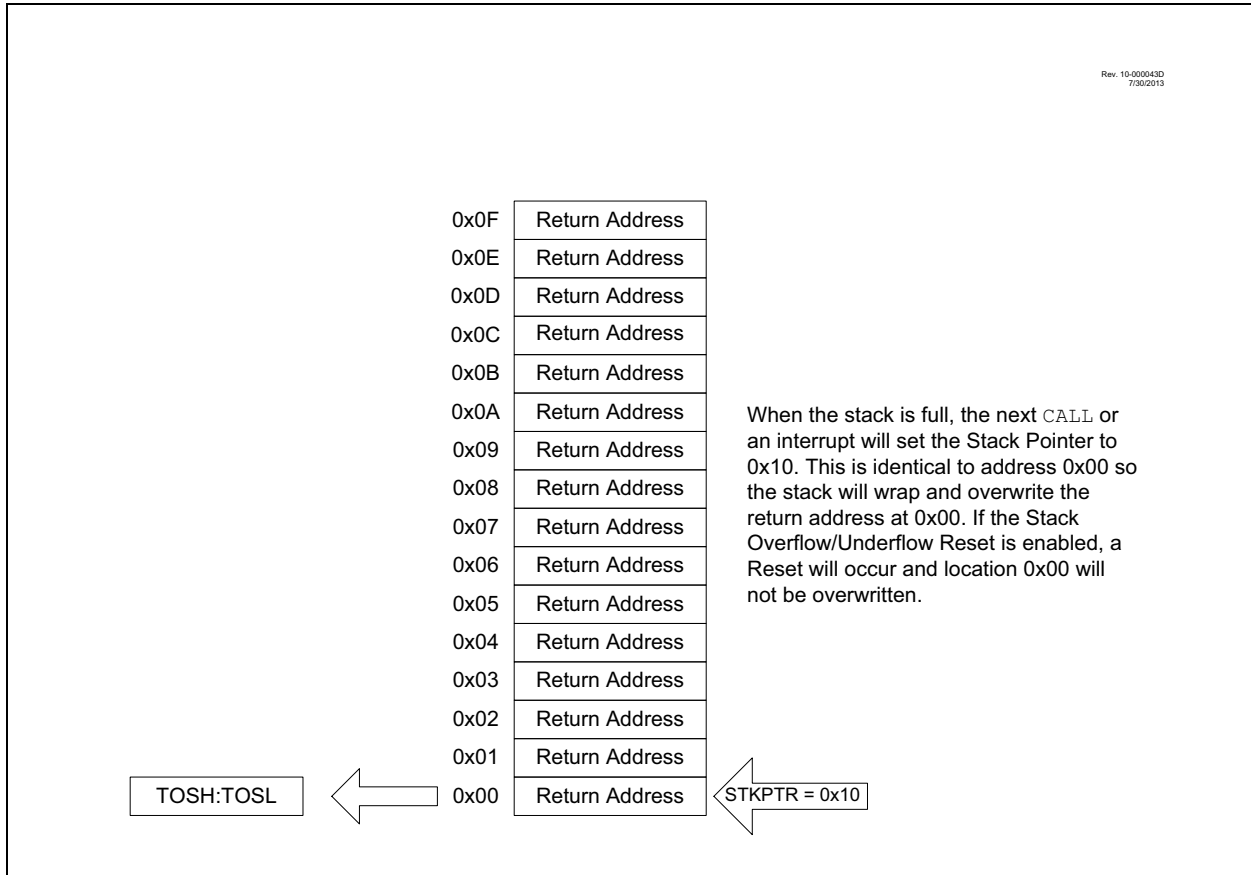 Rev. 10-000043D
7/30/2013
0x0F Return Address
0x0E Return Address
0x0D Return Address
0x0C Return Address
0x0B Return Address
0x0A Return Address
0x09 Return Address
0x08 Return Address
0x07 Return Address
0x06 Return Address
0x05 Return Address
0x04 Return Address
0x03 Return Address
0x02 Return Address
0x01 Return Address
TOSH:TOSL 0x00 Return Address STKPTR = 0x10
When the stack is full, the next CALL or
an interrupt will set the Stack Pointer to
0x10. This is identical to address 0x00 so
the stack will wrap and overwrite the
return address at 0x00. If the Stack
Overflow/Underflow Reset is enabled, a
Reset will occur and location 0x00 will
not be overwritten.